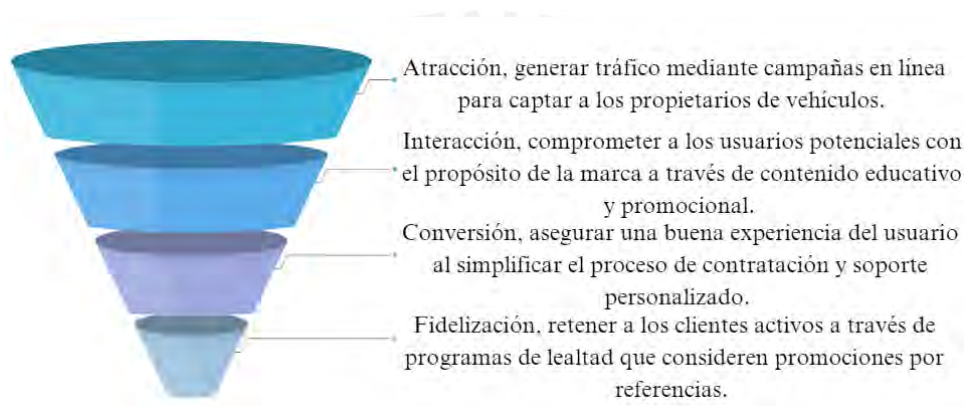 Atracción, generar tráfico mediante campañas en línea
para captar a los propietarios de vehículos.
Interacción, comprometer a los usuarios potenciales con
el propósito de la marca a través de contenido educativo
y promocional.
Conversión, asegurar una buena experiencia del usuario
al simplificar el proceso de contratación y soporte
personalizado.
Fidelización, retener a los clientes activos a través de
programas de lealtad que consideren promociones por
referencias.